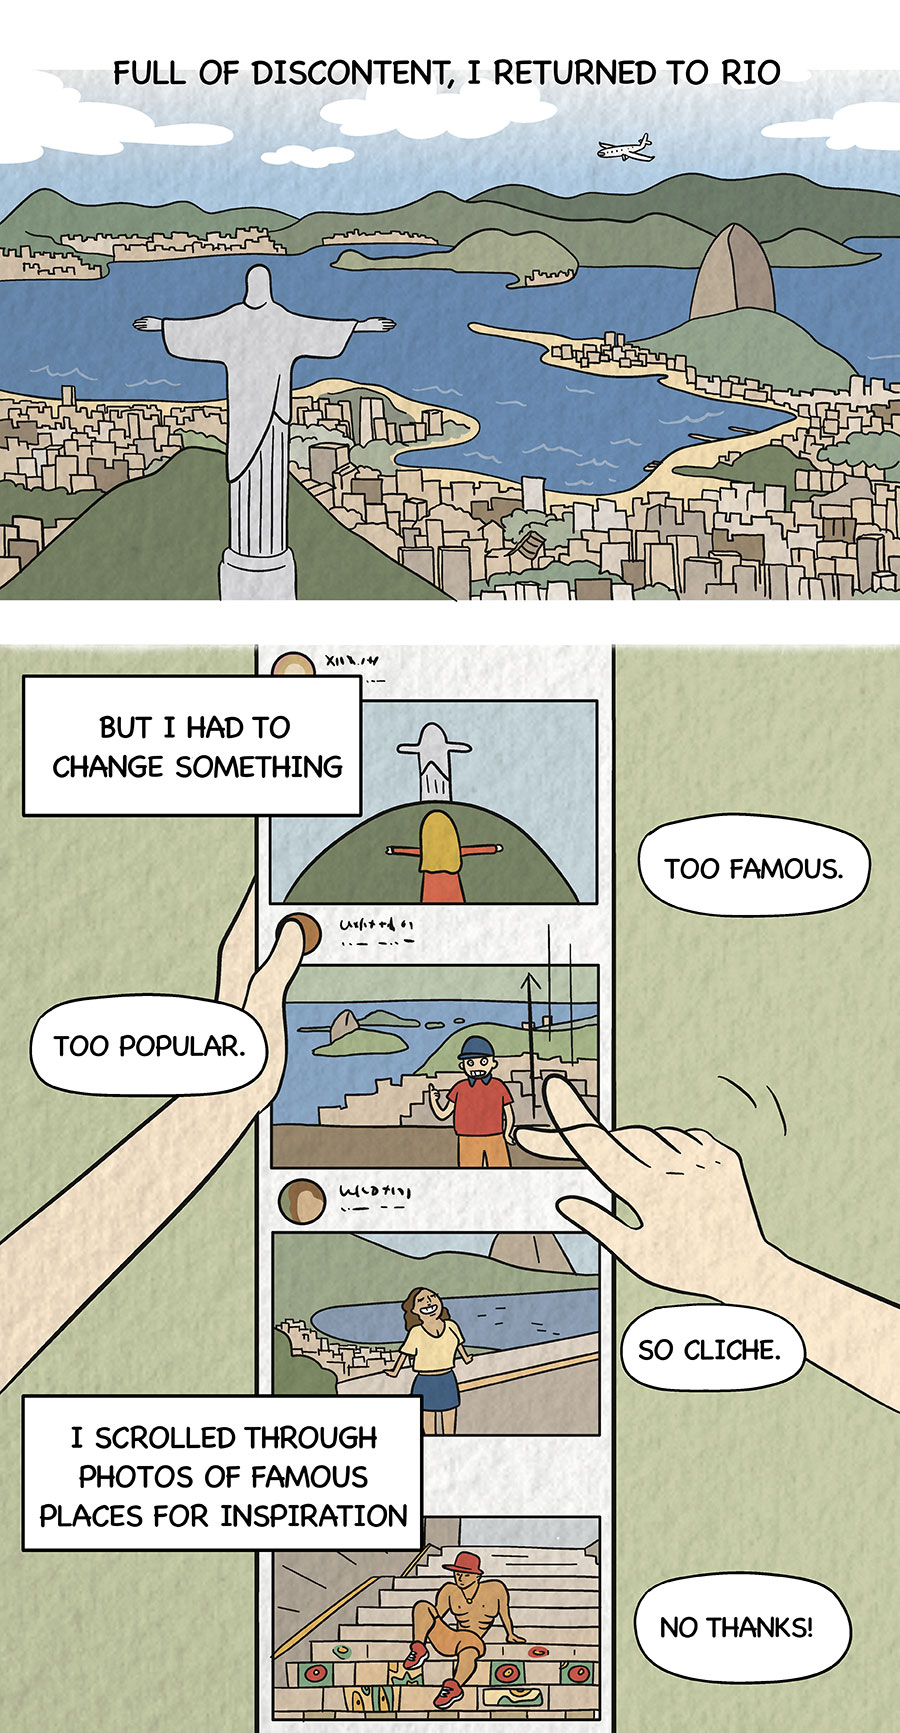 FULL OF DISCONTENT, I RETURNED TO RIO
BUT I HAD TO
CHANGE SOMETHING
TOO FAMOUS.
TOO POPULAR.
SO CLICHE.
I SCROLLED THROUGH
PHOTOS OF FAMOUS
PLACES FOR INSPIRATION
NO THANKS!